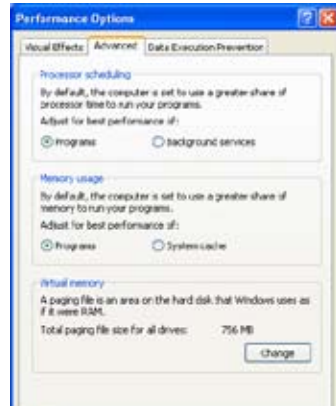 Performance Options
Visual Effects Advanced Data Execution Prevention
Processor scheduling
By default, the computer is set to use a greater share of
processor time to run your programs.
Adjust for best performance of:
Programs Background services
Memory usage
By default, the computer is set to use a greater share of
memory to run your programs.
Adjust for best performance of:
Programs System cache
Virtual memory
A paging file is an area on the hard disk that Windows uses as
if it were RAM.
Total paging file size for all drives: 756 MB
Change